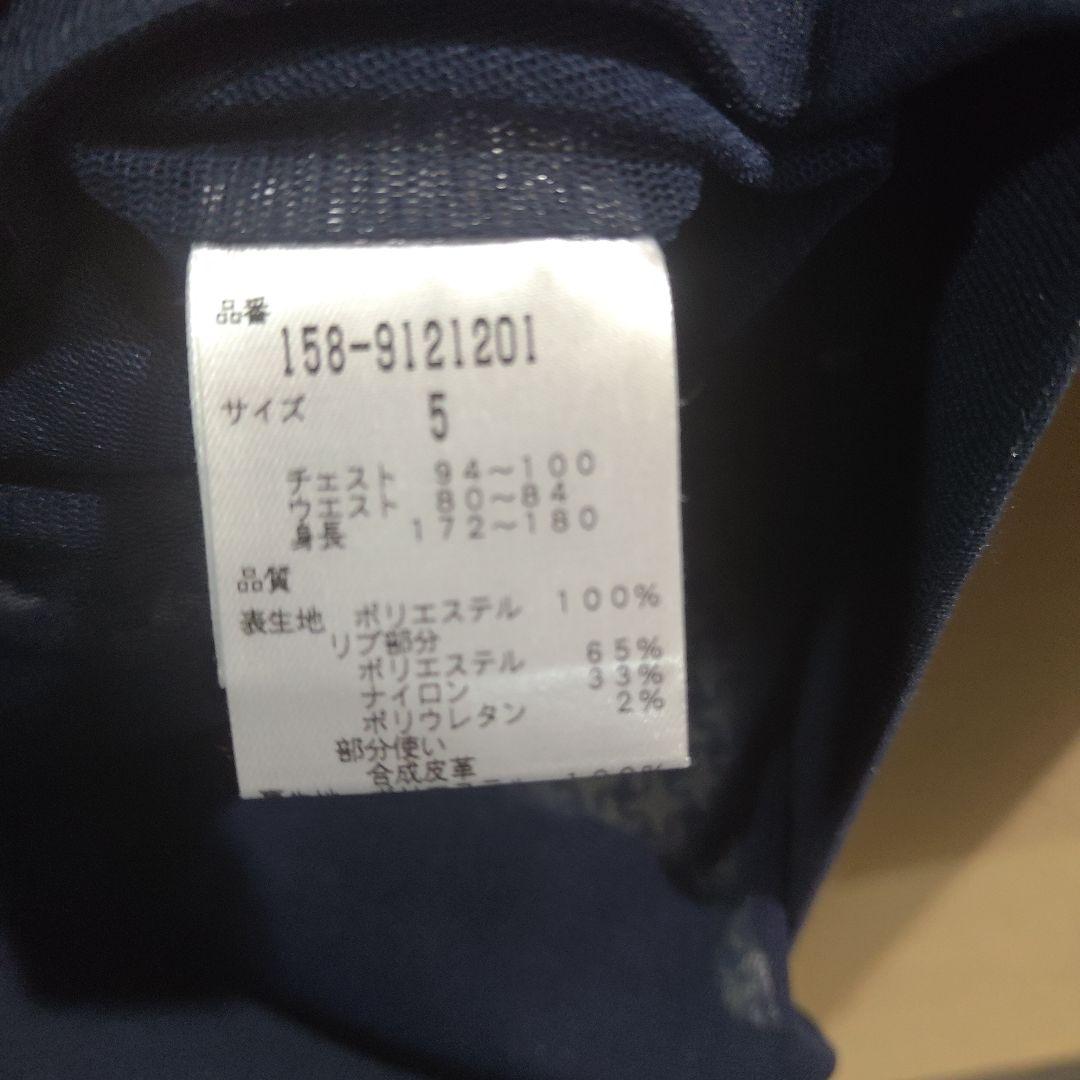 品番
158-9121201
サイズ 5
チェスト 94〜100
ウエスト 80〜84
身長 172〜180
品質
表生地 ポリエステル 100%
リブ部分
ポリエステル 65%
ナイロン 33%
ポリウレタン 2%
部分使い
合成皮革